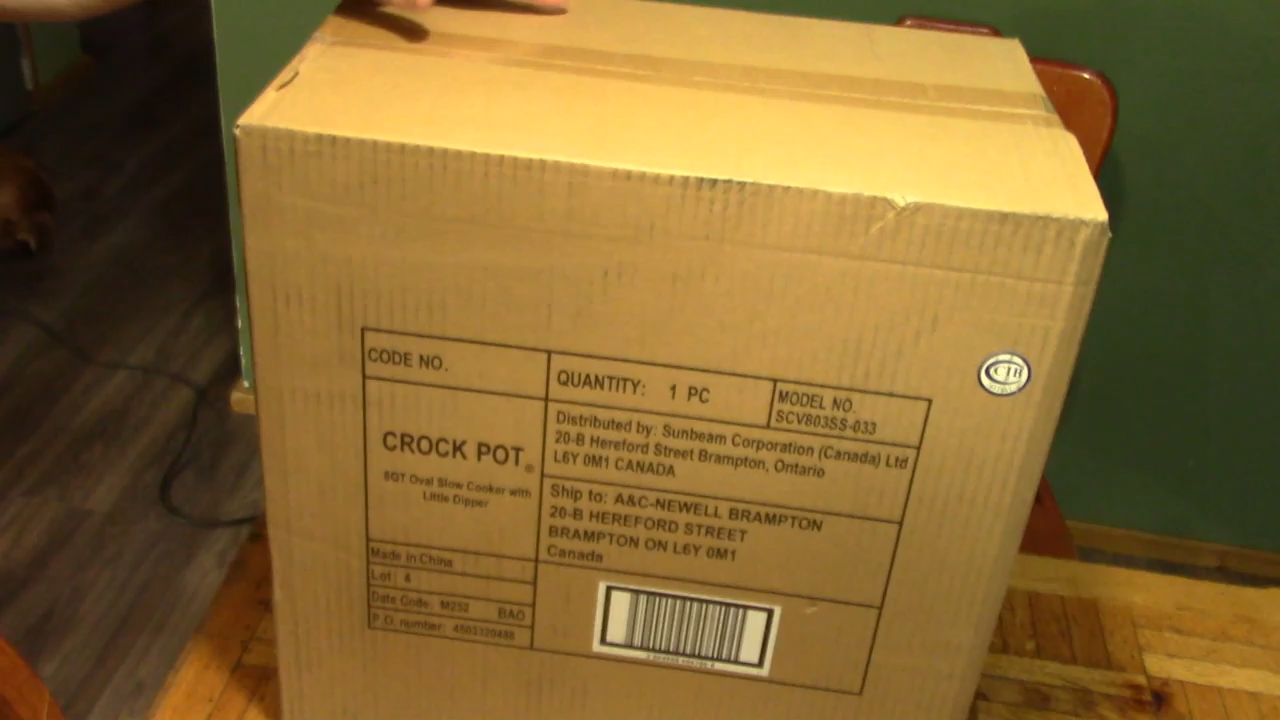 CODE NO.
QUANTITY: 1 PC
MODEL NO.
SCV803SS-033
CROCK POT®
8QT Oval Slow Cooker with
Little Dipper
Distributed by: Sunbeam Corporation (Canada) Ltd
20-B Hereford Street Brampton, Ontario
L6Y 0M1 CANADA
Ship to: A&C-NEWELL BRAMPTON
20-B HEREFORD STREET
BRAMPTON ON L6Y 0M1
Canada
Made in China
Lot: 4
Date Code: M252 BAO
P.O. number:
CTB